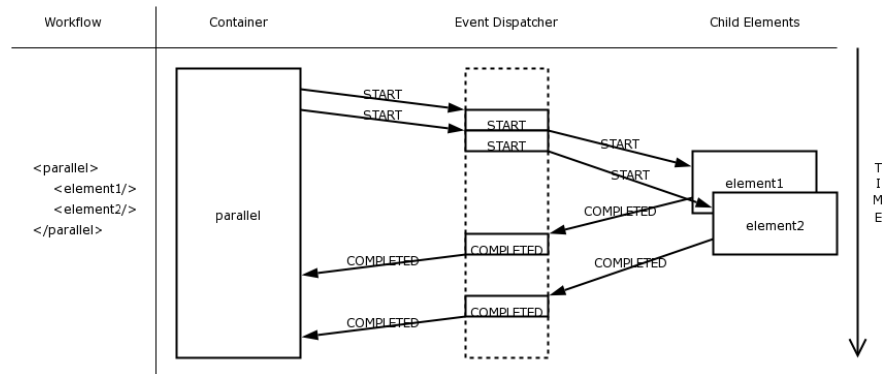 Workflow
Container
Event Dispatcher
Child Elements
START
START
START
START
START
START
<parallel>
<element1/>
<element2/>
</parallel>
parallel
element1
element2
COMPLETED
COMPLETED
COMPLETED
COMPLETED
COMPLETED
COMPLETED
T
I
M
E